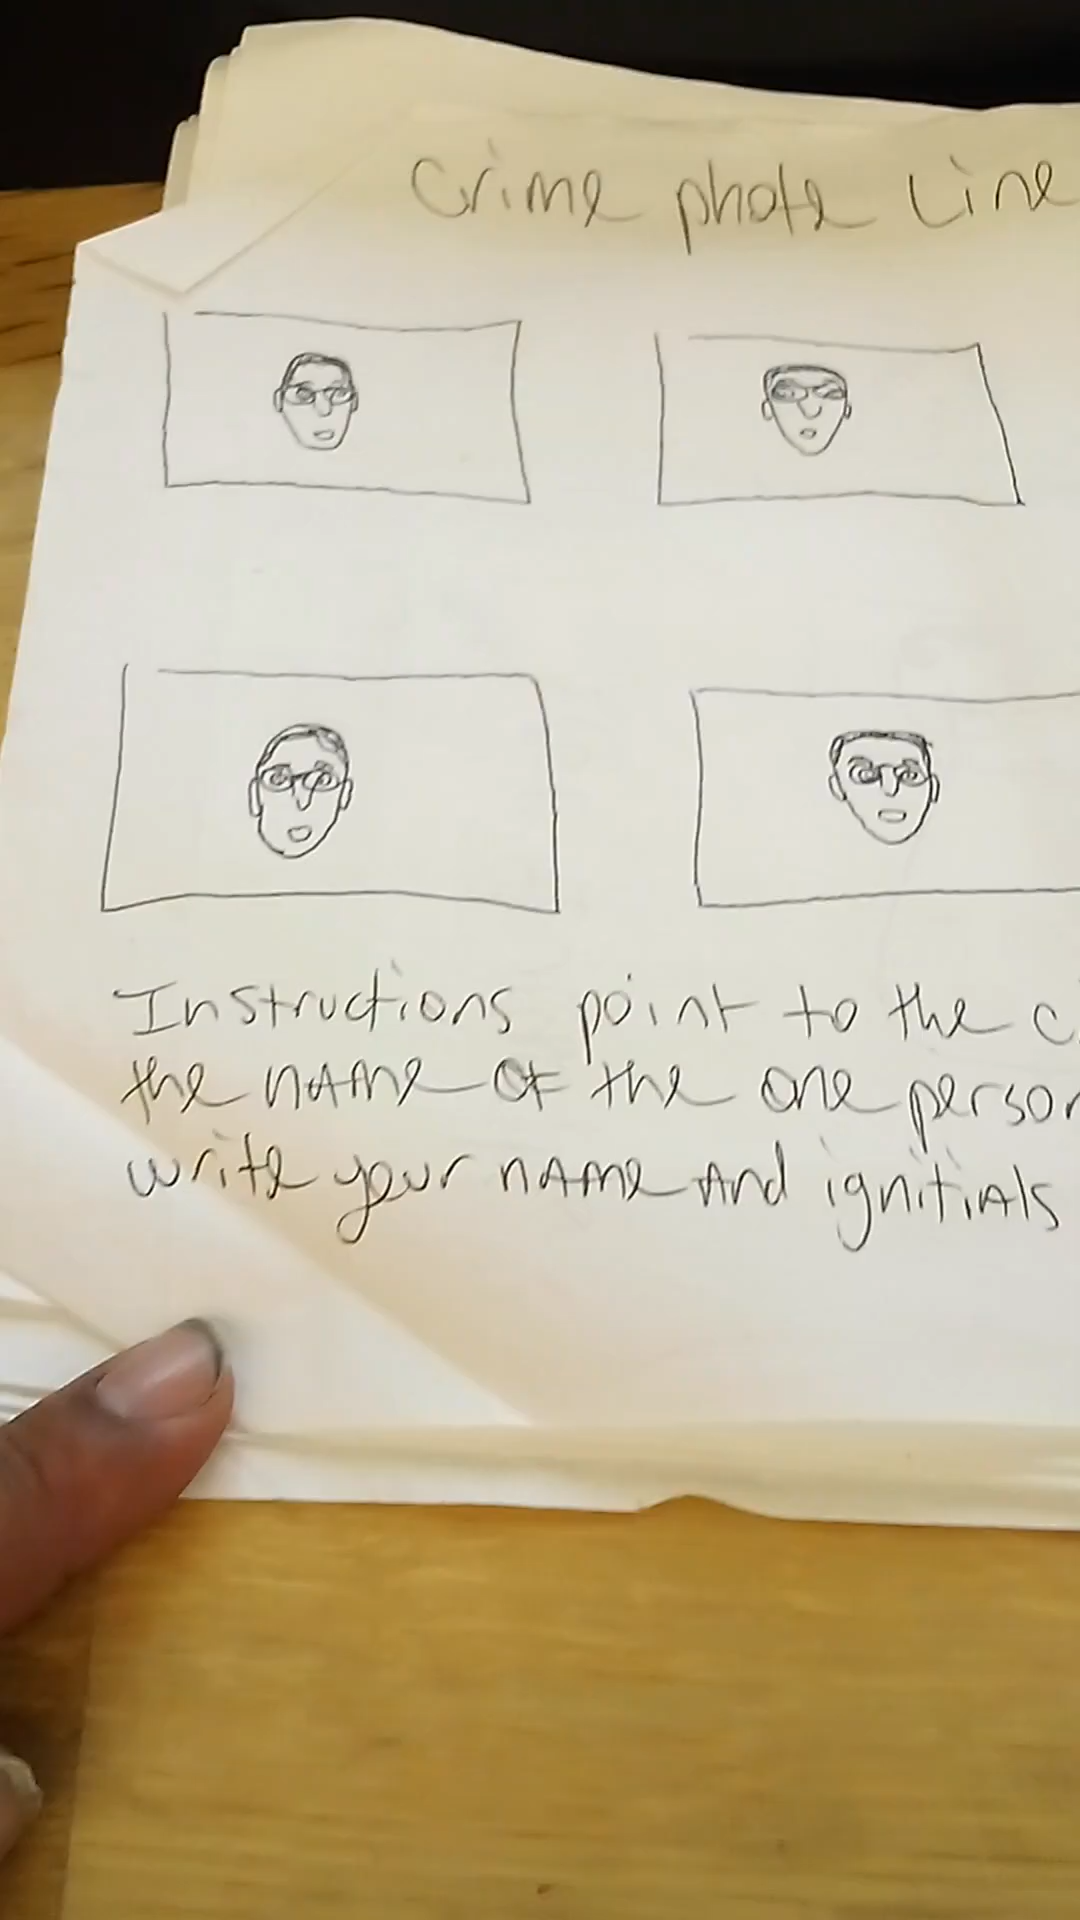 Crime photo Line
Instructions point to the c
the name of the one person
write your name and ignitials